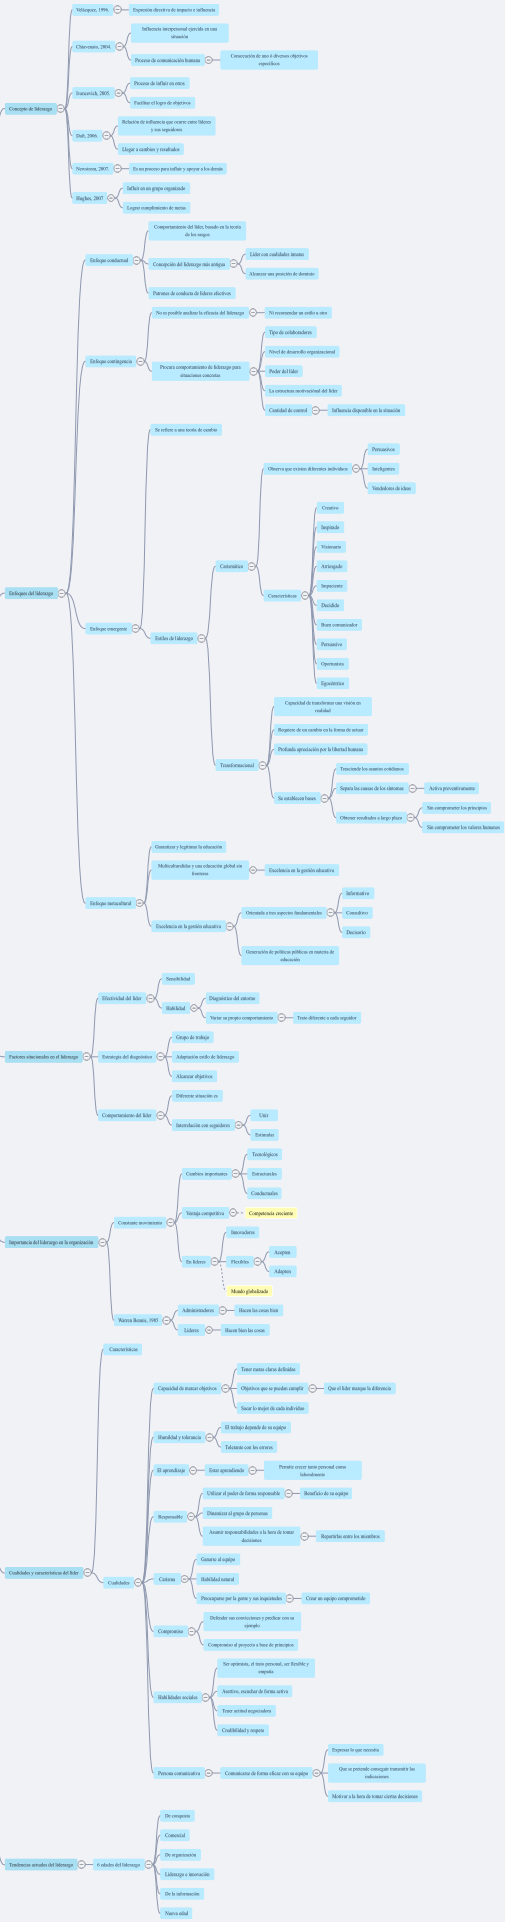 Velázquez, 1996.
Expresión directiva de impacto e influencia
Chiavenato, 2004.
Influencia interpersonal ejercida en una
situación
Proceso de comunicación humana
Consecución de uno ó diversos objetivos
específicos
Concepto de liderazgo
Ivancevich, 2005.
Proceso de influir en otros
Facilitar el logro de objetivos
Daft, 2006.
Relación de influencia que ocurre entre líderes
y sus seguidores
Llegar a cambios y resultados
Newstrom, 2007.
Es un proceso para influir y apoyar a los demás
Hughes, 2007
Influir en un grupo organizado
Lograr cumplimiento de metas
Enfoques del liderazgo
Enfoque conductual
Comportamiento del líder, basado en la teoría
de los rasgos
Concepción del liderazgo más antigua
Líder con cualidades innatas
Alcanzar una posición de dominio
Patrones de conducta de líderes efectivos
Enfoque contingencia
No es posible analizar la eficacia del liderazgo
Ni recomendar un estilo u otro
Procura comportamiento de liderazgo para
situaciones concretas
Tipo de colaboradores
Nivel de desarrollo organizacional
Poder del líder
La estructura motivacional del líder
Cantidad de control
Influencia disponible en la situación
Enfoque emergente
Se refiere a una teoría de cambio
Estilos de liderazgo
Carismático
Observa que existen diferentes individuos
Persuasivos
Inteligentes
Vendedores de ideas
Características
Creativo
Inspirado
Visionario
Arriesgado
Impaciente
Decidido
Buen comunicador
Persuasivo
Oportunista
Egocéntrico
Transformacional
Capacidad de transformar una visión en
realidad
Requiere de un cambio en la forma de actuar
Profunda apreciación por la libertad humana
Se establecen bases
Trasciende los asuntos cotidianos
Separa las causas de los síntomas
Activa preventivamente
Obtener resultados a largo plazo
Sin comprometer los principios
Sin comprometer los valores humanos
Enfoque metacultural
Garantizar y legitimar la educación
Multiculturalidas y una educación global sin
fronteras
Excelencia en la gestión educativa
Excelencia en la gestión educativa
Orientada a tres aspectos fundamentales
Informativo
Consultivo
Decisorio
Generación de políticas públicas en materia de
educación
Factores situcionales en el liderazgo
Efectividad del líder
Sensibilidad
Habilidad
Diagnóstico del entorno
Variar su propio comportamiento
Trato diferente a cada seguidor
Estrategia del diagnóstico
Grupo de trabajo
Adaptación estilo de liderazgo
Alcanzar objetivos
Comportamiento del líder
Diferente situación es
Interrelación con seguidores
Unir
Estimular
Importancia del liderazgo en la organización
Constante movimiento
Cambios importantes
Tecnológicos
Estructurales
Conductuales
Ventaja competitiva
Competencia creciente
En líderes
Innovadores
Flexibles
Acepten
Adapten
Mundo globalizado
Warren Bennis, 1985
Administradores
Hacen las cosas bien
Líderes
Hacen bien las cosas
Cualidades y características del líder
Características
Cualidades
Capacidad de marcar objetivos
Tener metas claras definidas
Objetivos que se puedan cumplir
Que el líder marque la diferencia
Sacar lo mejor de cada individuo
Humildad y tolerancia
El trabajo depende de su equipo
Tolerante con los errores
El aprendizaje
Estar aprendiendo
Permite crecer tanto personal como
laboralmente
Responsable
Utilizar el poder de forma responsable
Beneficio de su equipo
Dinamizar al grupo de personas
Asumir responsabilidades a la hora de tomar
decisiones
Repartirlas entre los miembros
Carisma
Ganarse al equipo
Habilidad natural
Preocuparse por la gente y sus inquietudes
Crear un equipo comprometido
Compromiso
Defender sus convicciones y predicar con su
ejemplo
Compromiso al proyecto a base de principios
Habilidades sociales
Ser optimista, el trato personal, ser flexible y
empatía
Asertivo, escuchar de forma activa
Tener actitud negociadora
Credibilidad y respeto
Persona comunicativa
Comunicarse de forma eficaz con su equipo
Expresar lo que necesita
Que se pretende conseguir transmitir las
indicaciones
Motivar a la hora de tomar ciertas decisiones
Tendencias actuales del liderazgo
6 edades del liderazgo
De conquista
Comercial
De organización
Liderazgo e innovación
De la información
Nueva edad